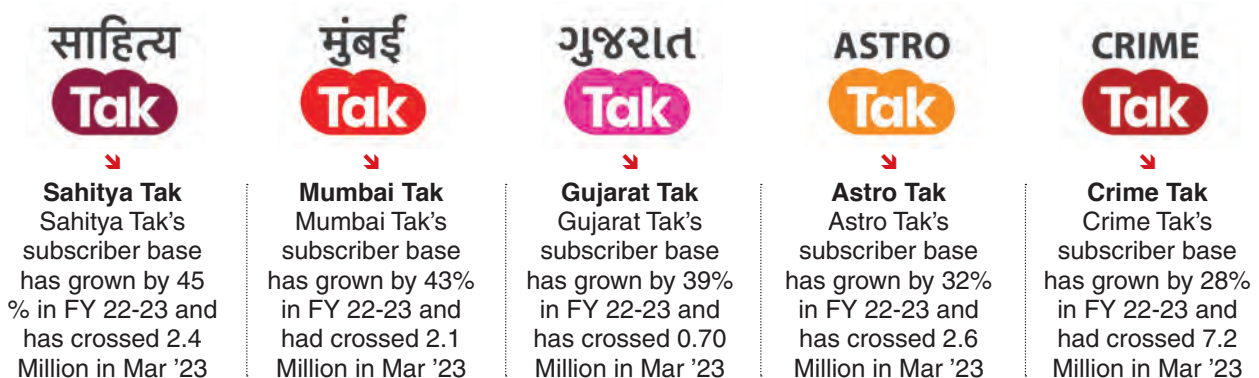 साहित्य
Tak
Sahitya Tak
Sahitya Tak's
subscriber base
has grown by 45
% in FY 22-23 and
has crossed 2.4
Million in Mar '23
मुंबई
Tak
Mumbai Tak
Mumbai Tak's
subscriber base
has grown by 43%
in FY 22-23 and
had crossed 2.1
Million in Mar '23
ગુજરાત
Tak
Gujarat Tak
Gujarat Tak's
subscriber base
has grown by 39%
in FY 22-23 and
has crossed 0.70
Million in Mar '23
ASTRO
Tak
Astro Tak
Astro Tak's
subscriber base
has grown by 32%
in FY 22-23 and
has crossed 2.6
Million in Mar '23
CRIME
Tak
Crime Tak
Crime Tak's
subscriber base
has grown by 28%
in FY 22-23 and
had crossed 7.2
Million in Mar '23